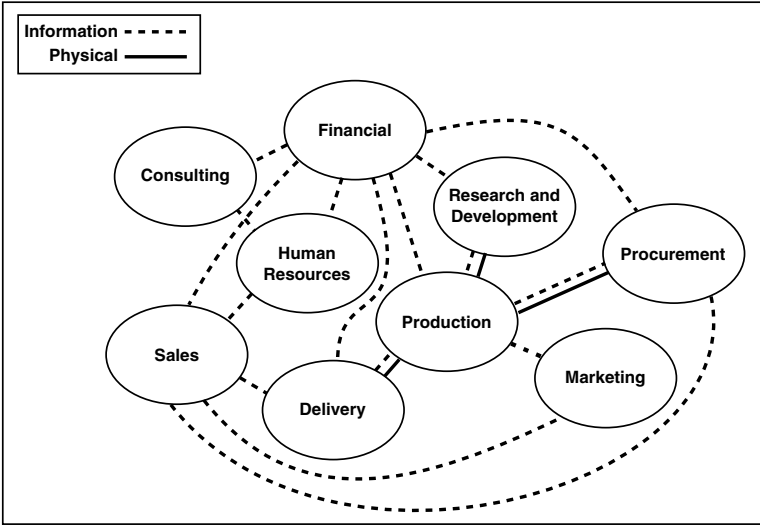 Information
Physical
Financial
Consulting
Research and
Development
Human
Resources
Procurement
Production
Sales
Marketing
Delivery